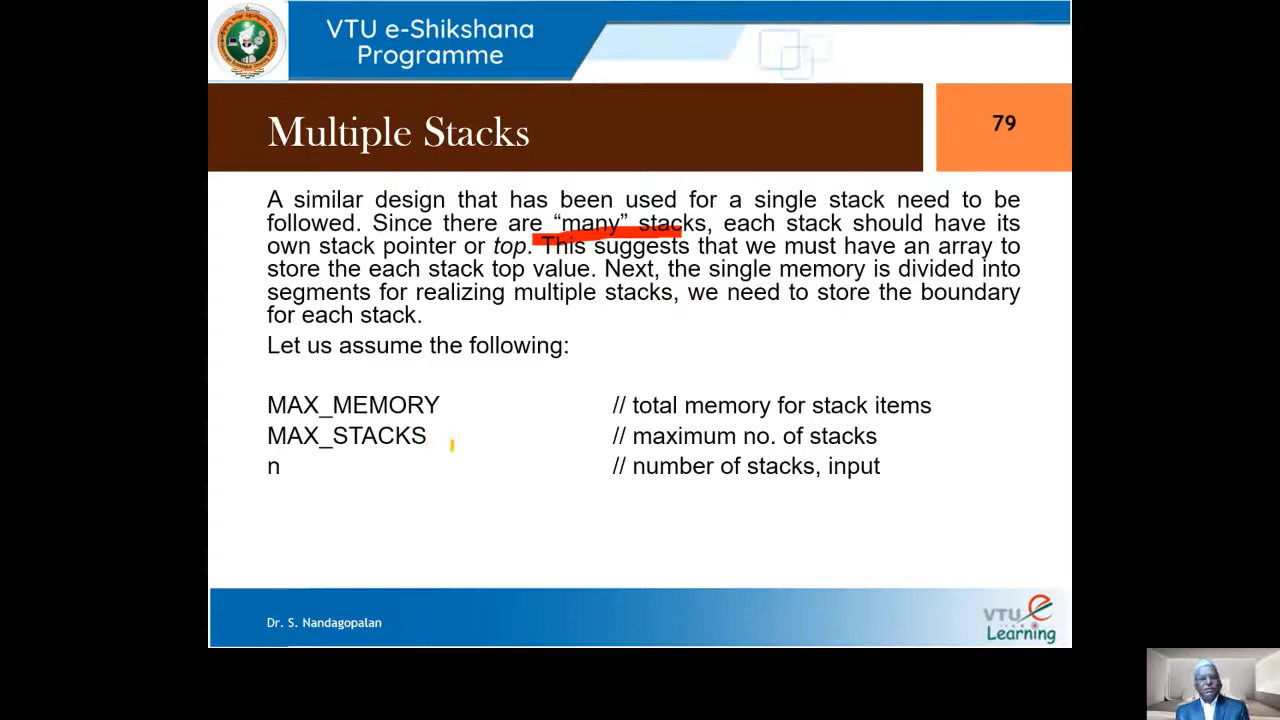 VTU e-Shikshana
Programme
Multiple Stacks
79
A similar design that has been used for a single stack need to be
followed. Since there are “many” stacks, each stack should have its
own stack pointer or top. This suggests that we must have an array to
store the each stack top value. Next, the single memory is divided into
segments for realizing multiple stacks, we need to store the boundary
for each stack.
Let us assume the following:
MAX_MEMORY // total memory for stack items
MAX_STACKS // maximum no. of stacks
n // number of stacks, input
Dr. S. Nandagopalan
VTU e
Learning